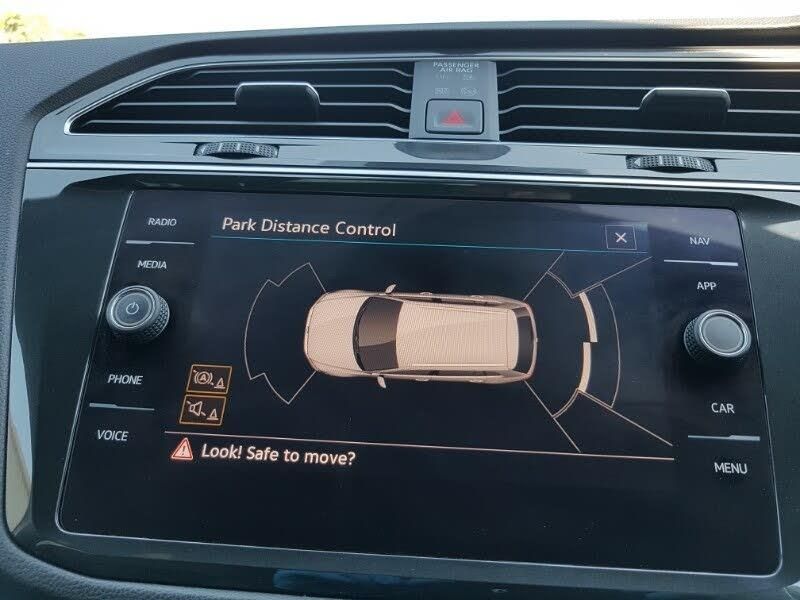 PASSENGER
AIR BAG
RADIO
Park Distance Control
NAV
MEDIA
APP
PHONE
CAR
VOICE
Look! Safe to move?
MENU